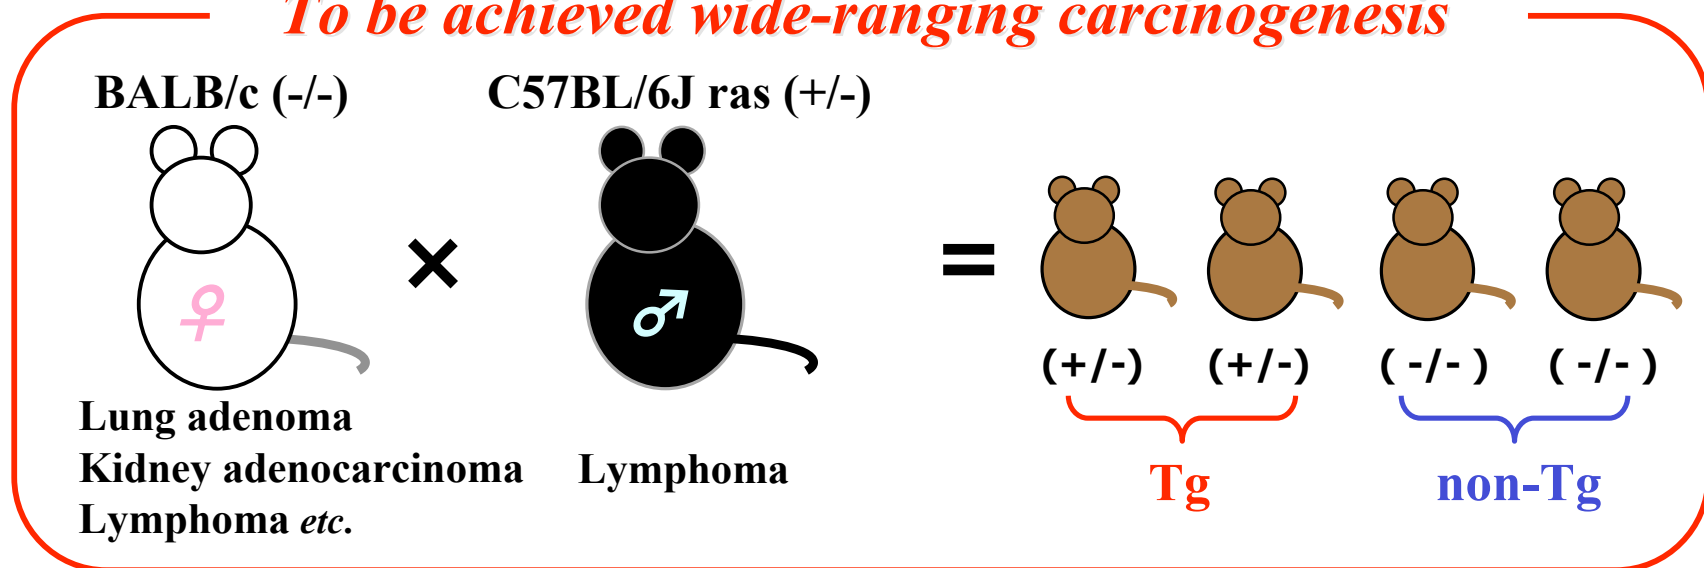 To be achieved wide-ranging carcinogenesis
BALB/c (-/-)
C57BL/6J ras (+/-)
♀
×
♂
=
(+/-)
(+/-)
( -/- )
( -/- )
Lung adenoma
Kidney adenocarcinoma
Lymphoma etc.
Lymphoma
Tg
non-Tg